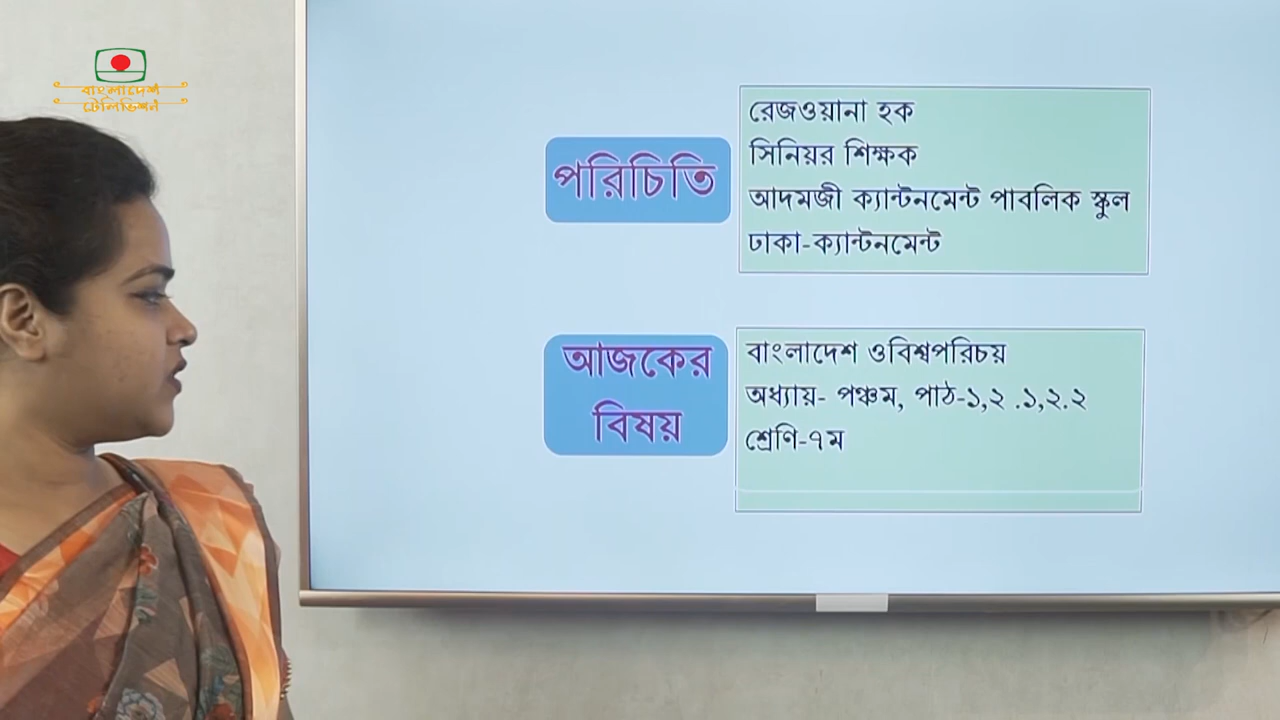 বাংলাদেশ
টেলিভিশন
পরিচিতি
রেজওয়ানা হক
সিনিয়র শিক্ষক
আদমজী ক্যান্টনমেন্ট পাবলিক স্কুল
ঢাকা-ক্যান্টনমেন্ট
আজকের
বিষয়
বাংলাদেশ ওবিশ্বপরিচয়
অধ্যায়- পঞ্চম, পাঠ-১,২ .১,২.২
শ্রেণি-৭ম